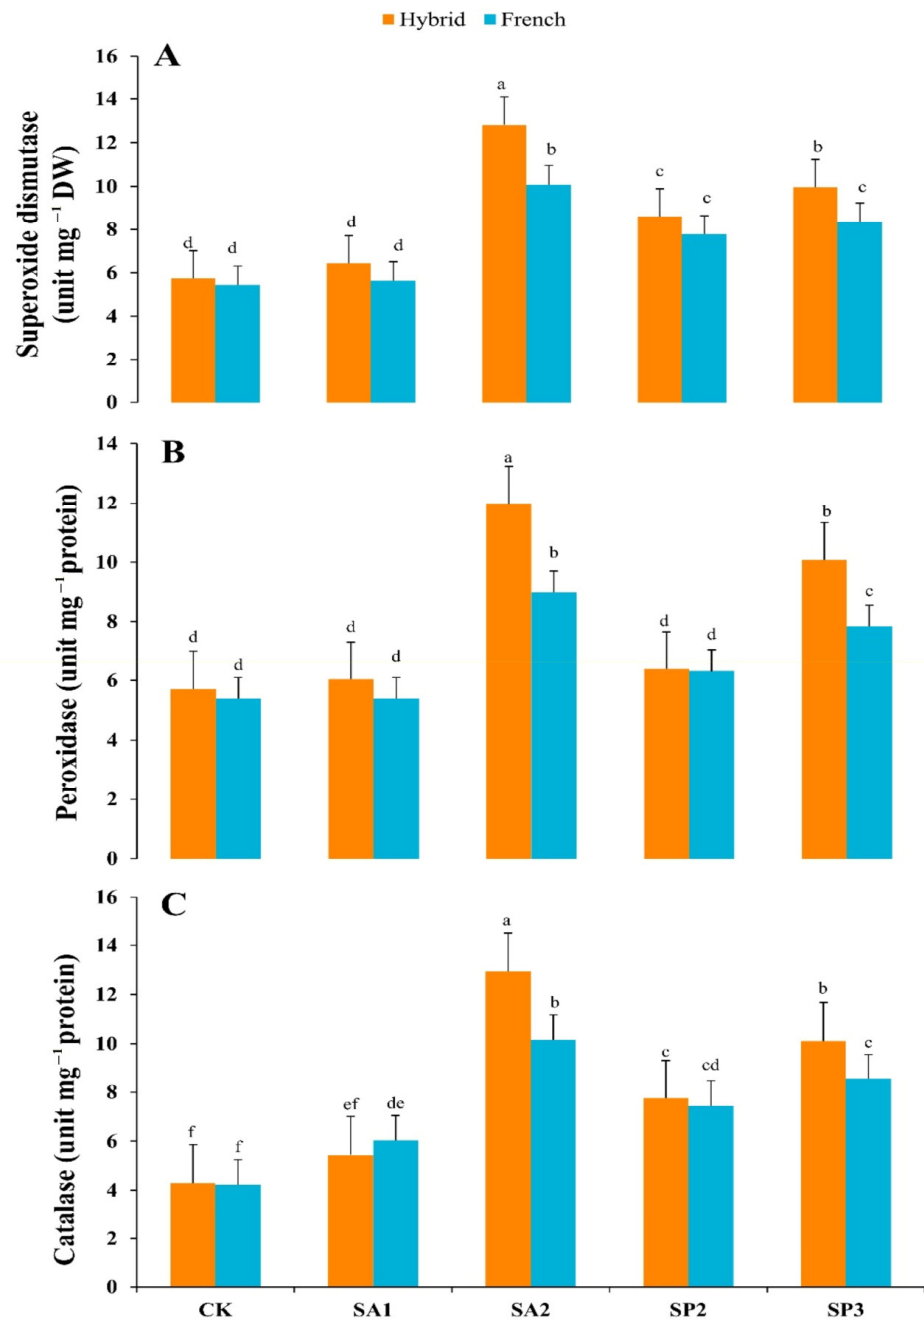 Hybrid French
A
Superoxide dismutase
(unit mg⁻¹ DW)
16
14
12
10
8
6
4
2
0
d d d d a b c c b c
B
Peroxidase (unit mg⁻¹protein)
14
12
10
8
6
4
2
0
d d d d a b d d b c
C
Catalase (unit mg⁻¹protein)
16
14
12
10
8
6
4
2
0
f f ef de a b c cd b c
CK SA1 SA2 SP2 SP3